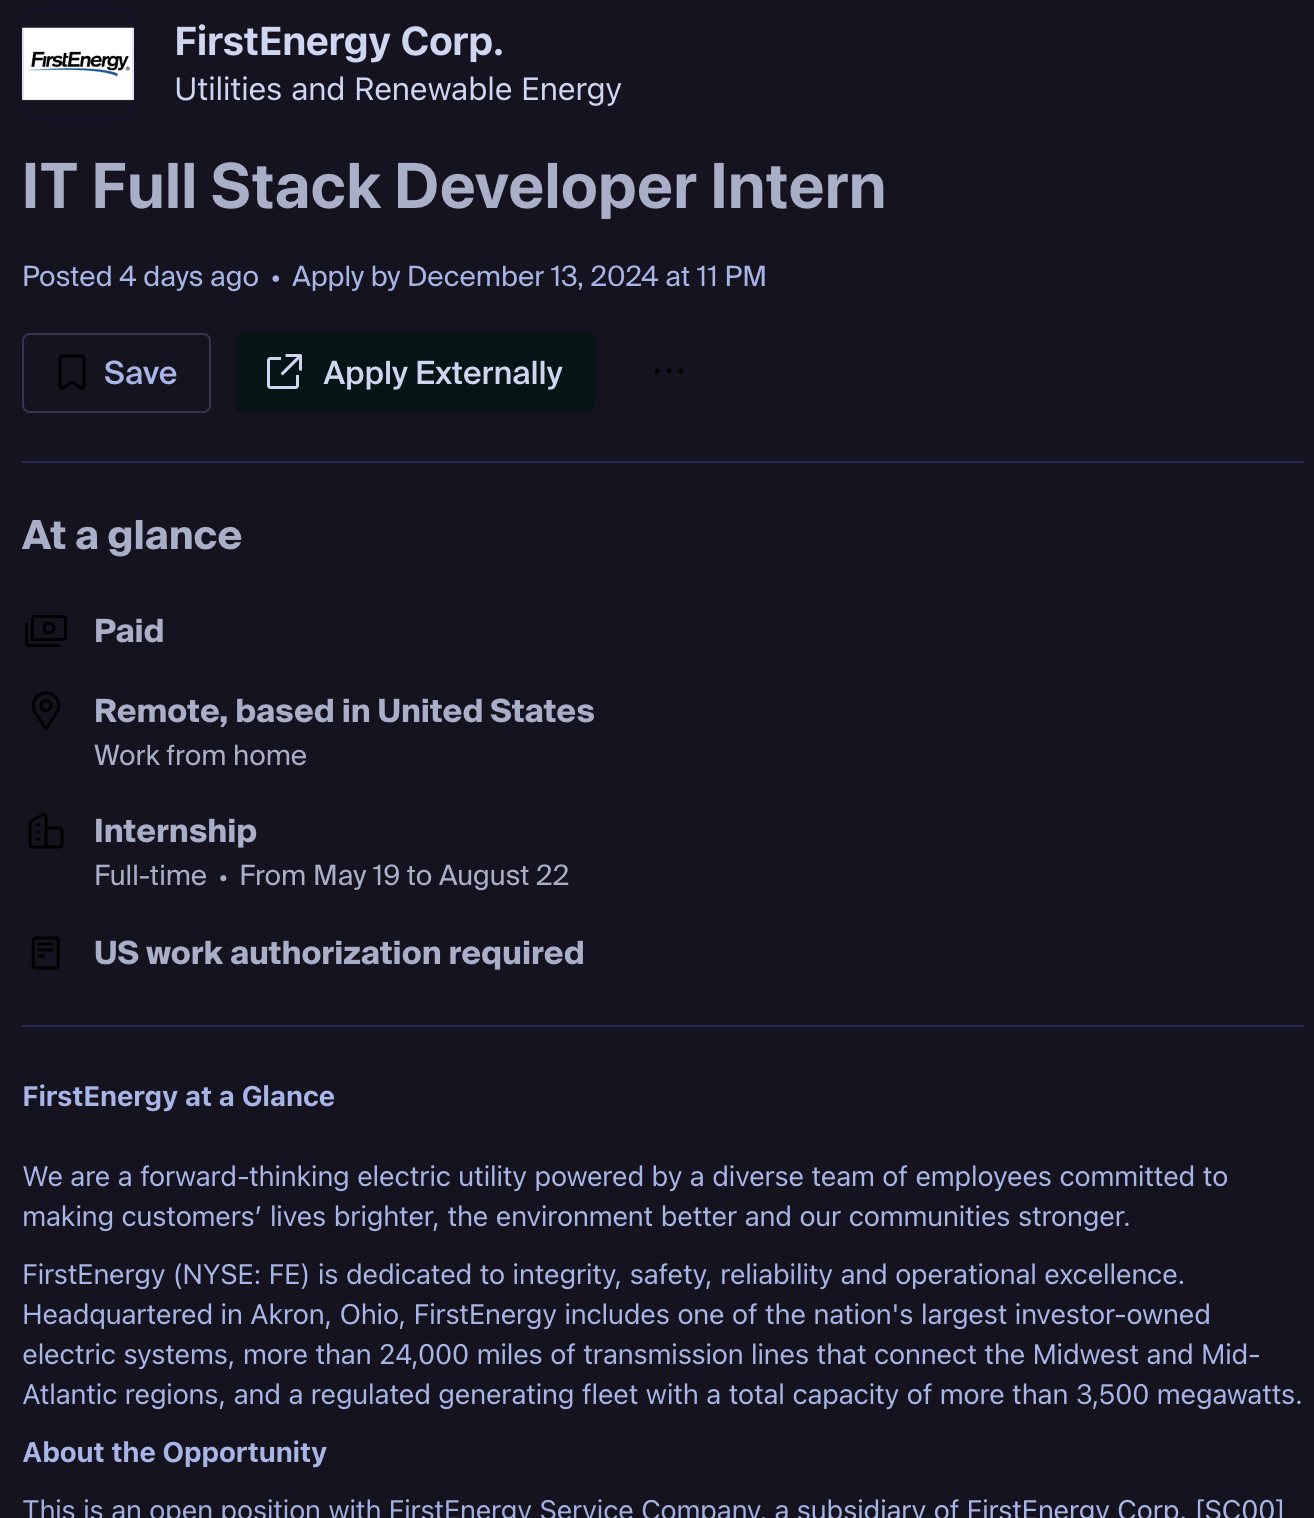 FirstEnergy®
FirstEnergy Corp.
Utilities and Renewable Energy
IT Full Stack Developer Intern
Posted 4 days ago • Apply by December 13, 2024 at 11 PM
Save
Apply Externally
...
At a glance
Paid
Remote, based in United States
Work from home
Internship
Full-time • From May 19 to August 22
US work authorization required
FirstEnergy at a Glance
We are a forward-thinking electric utility powered by a diverse team of employees committed to
making customers’ lives brighter, the environment better and our communities stronger.
FirstEnergy (NYSE: FE) is dedicated to integrity, safety, reliability and operational excellence.
Headquartered in Akron, Ohio, FirstEnergy includes one of the nation's largest investor-owned
electric systems, more than 24,000 miles of transmission lines that connect the Midwest and Mid-
Atlantic regions, and a regulated generating fleet with a total capacity of more than 3,500 megawatts.
About the Opportunity
This is an open position with FirstEnergy Service Company, a subsidiary of FirstEnergy Corp. [SC00]